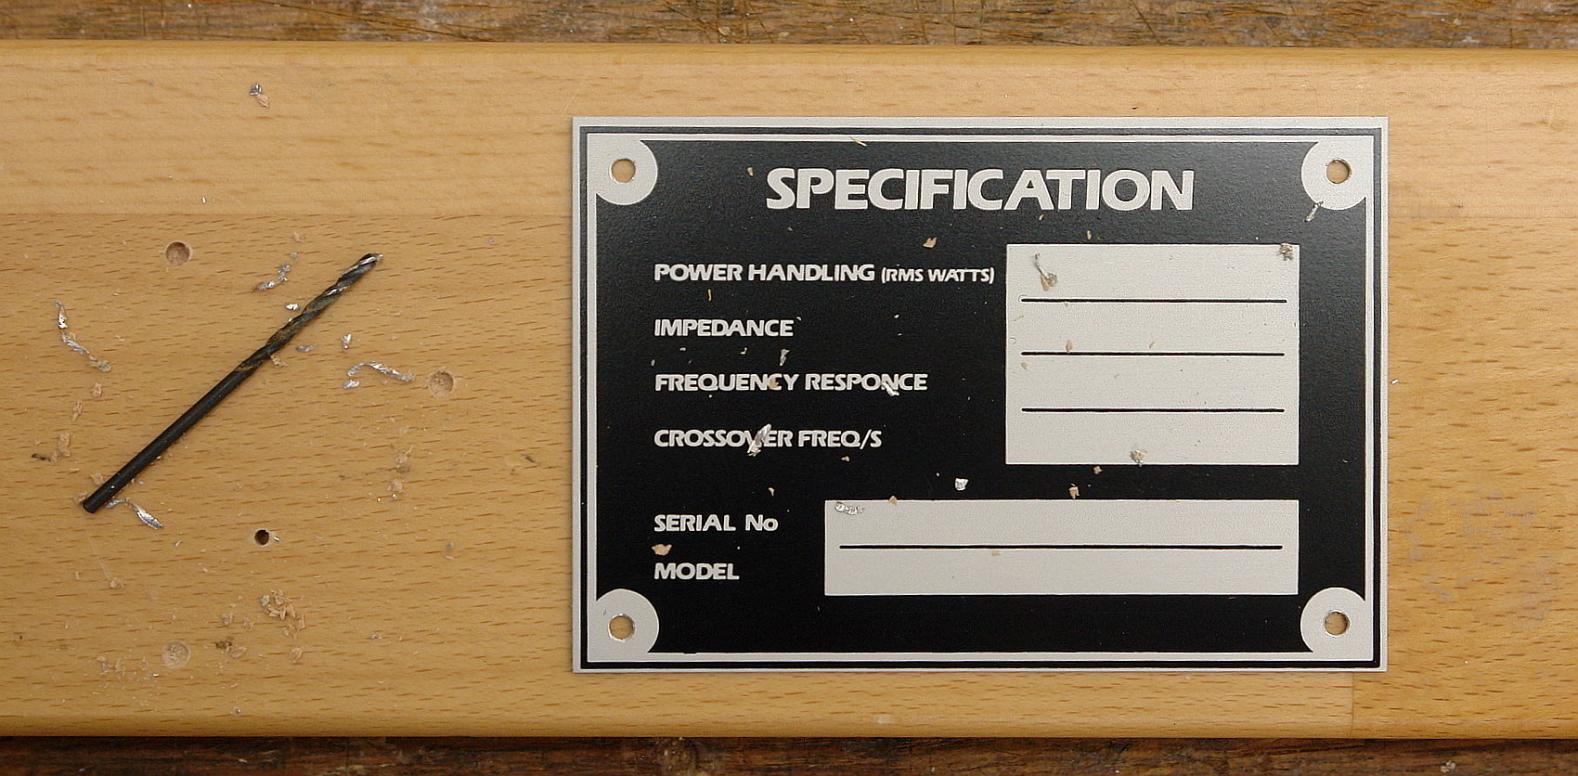 SPECIFICATION
POWER HANDLING (RMS WATTS)
IMPEDANCE
FREQUENCY RESPONCE
CROSSOVER FREQ/S
SERIAL No
MODEL